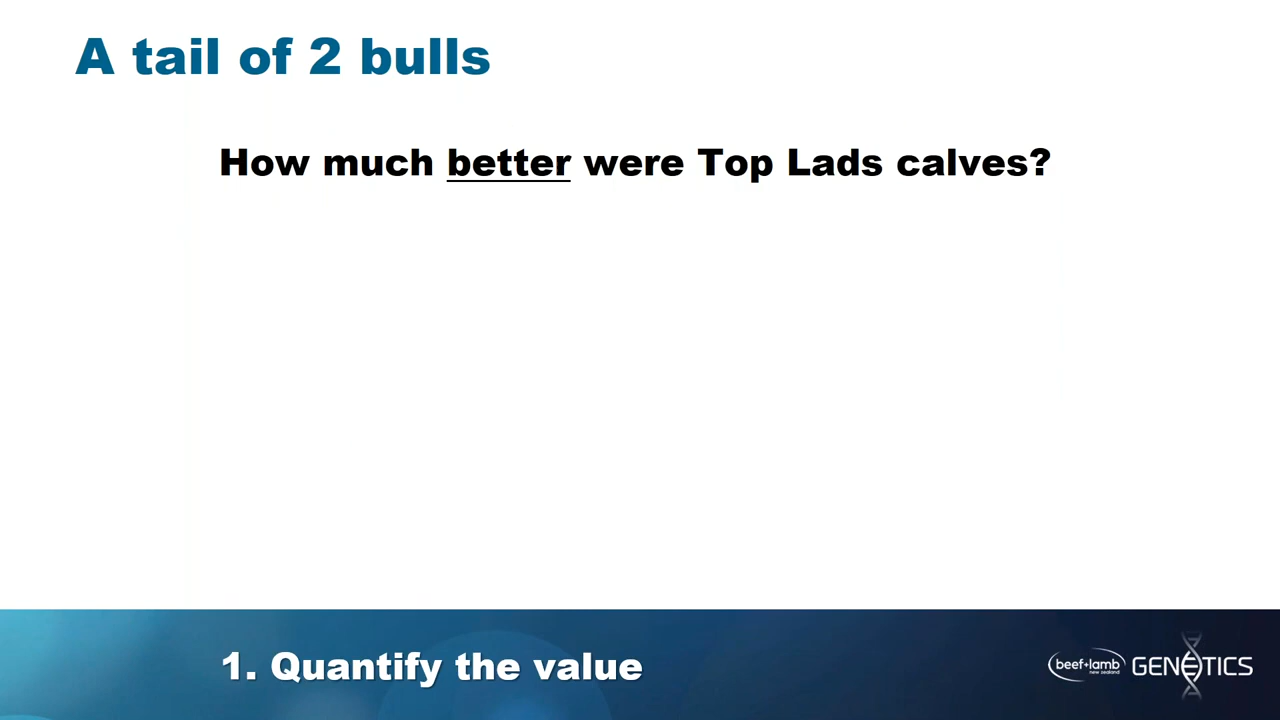 A tail of 2 bulls
How much better were Top Lads calves?
1. Quantify the value
beef+lamb
new zealand
GENETICS